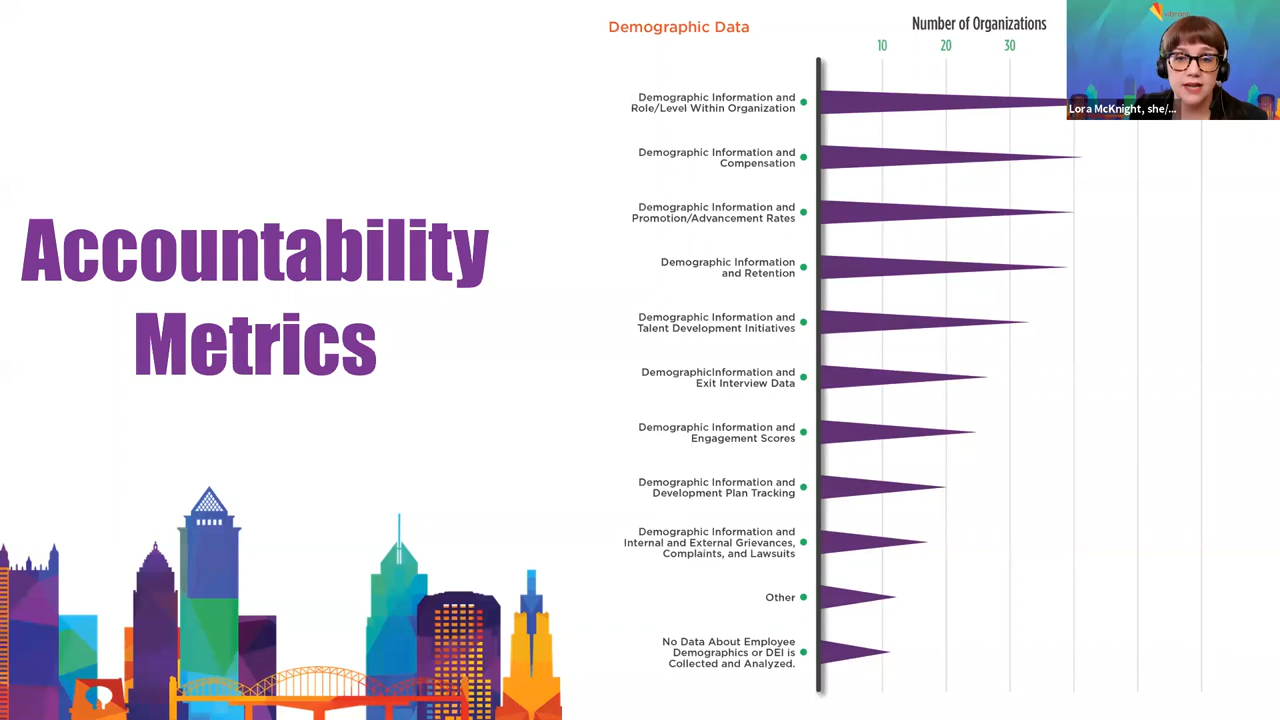 Demographic Data
Number of Organizations
10 20 30
Accountability
Metrics
Demographic Information and
Role/Level Within Organization
Demographic Information and
Compensation
Demographic Information and
Promotion/Advancement Rates
Demographic Information
and Retention
Demographic Information and
Talent Development Initiatives
DemographicInformation and
Exit Interview Data
Demographic Information and
Engagement Scores
Demographic Information and
Development Plan Tracking
Demographic Information and
Internal and External Grievances,
Complaints, and Lawsuits
Other
No Data About Employee
Demographics or DEI is
Collected and Analyzed.
Lora McKnight, she/...